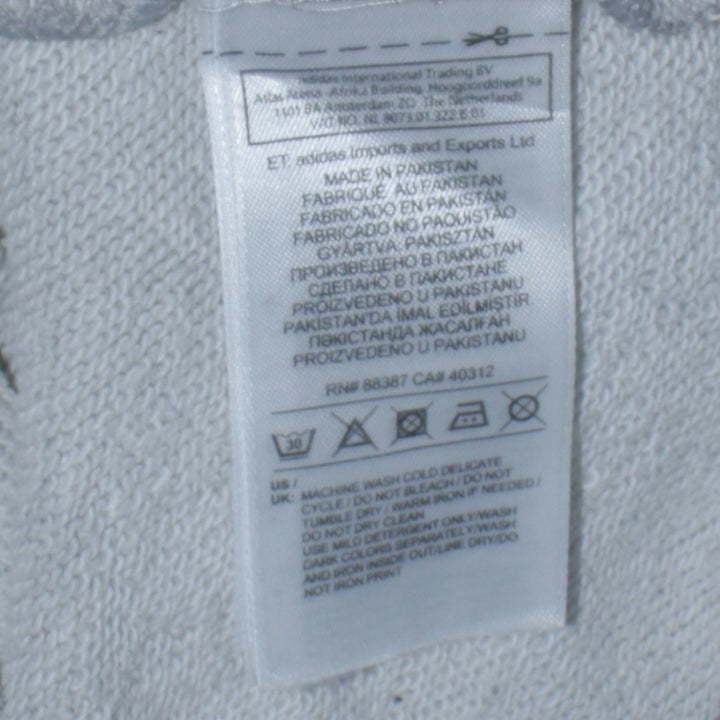 adidas International Trading BV
Atlas Arena -Afrika Building, Hoogoorddreef 9a
1101 BA Amsterdam ZO, The Netherlands
VAT NO. NL 8073.01.322.B.01
ET: adidas Imports and Exports Ltd
MADE IN PAKISTAN
FABRIQUÉ AU PAKISTAN
FABRICADO EN PAKISTÁN
FABRICADO NO PAQUISTÃO
GYÁRTVA: PAKISZTÁN
ПРОИЗВЕДЕНО В ПАКИСТАН
СДЕЛАНО В ПАКИСТАНЕ
PROIZVEDENO U PAKISTANU
PAKİSTAN'DA İMAL EDİLMİŞTİR
ПӘКІСТАНДА ЖАСАЛҒАН
PROIZVEDENO U PAKISTANU
RN# 88387 CA# 40312
30
US /
UK: MACHINE WASH COLD DELICATE
CYCLE / DO NOT BLEACH / DO NOT
TUMBLE DRY / WARM IRON IF NEEDED /
DO NOT DRY CLEAN
USE MILD DETERGENT ONLY/WASH
DARK COLORS SEPARATELY/WASH
AND IRON INSIDE OUT/LINE DRY/DO
NOT IRON PRINT